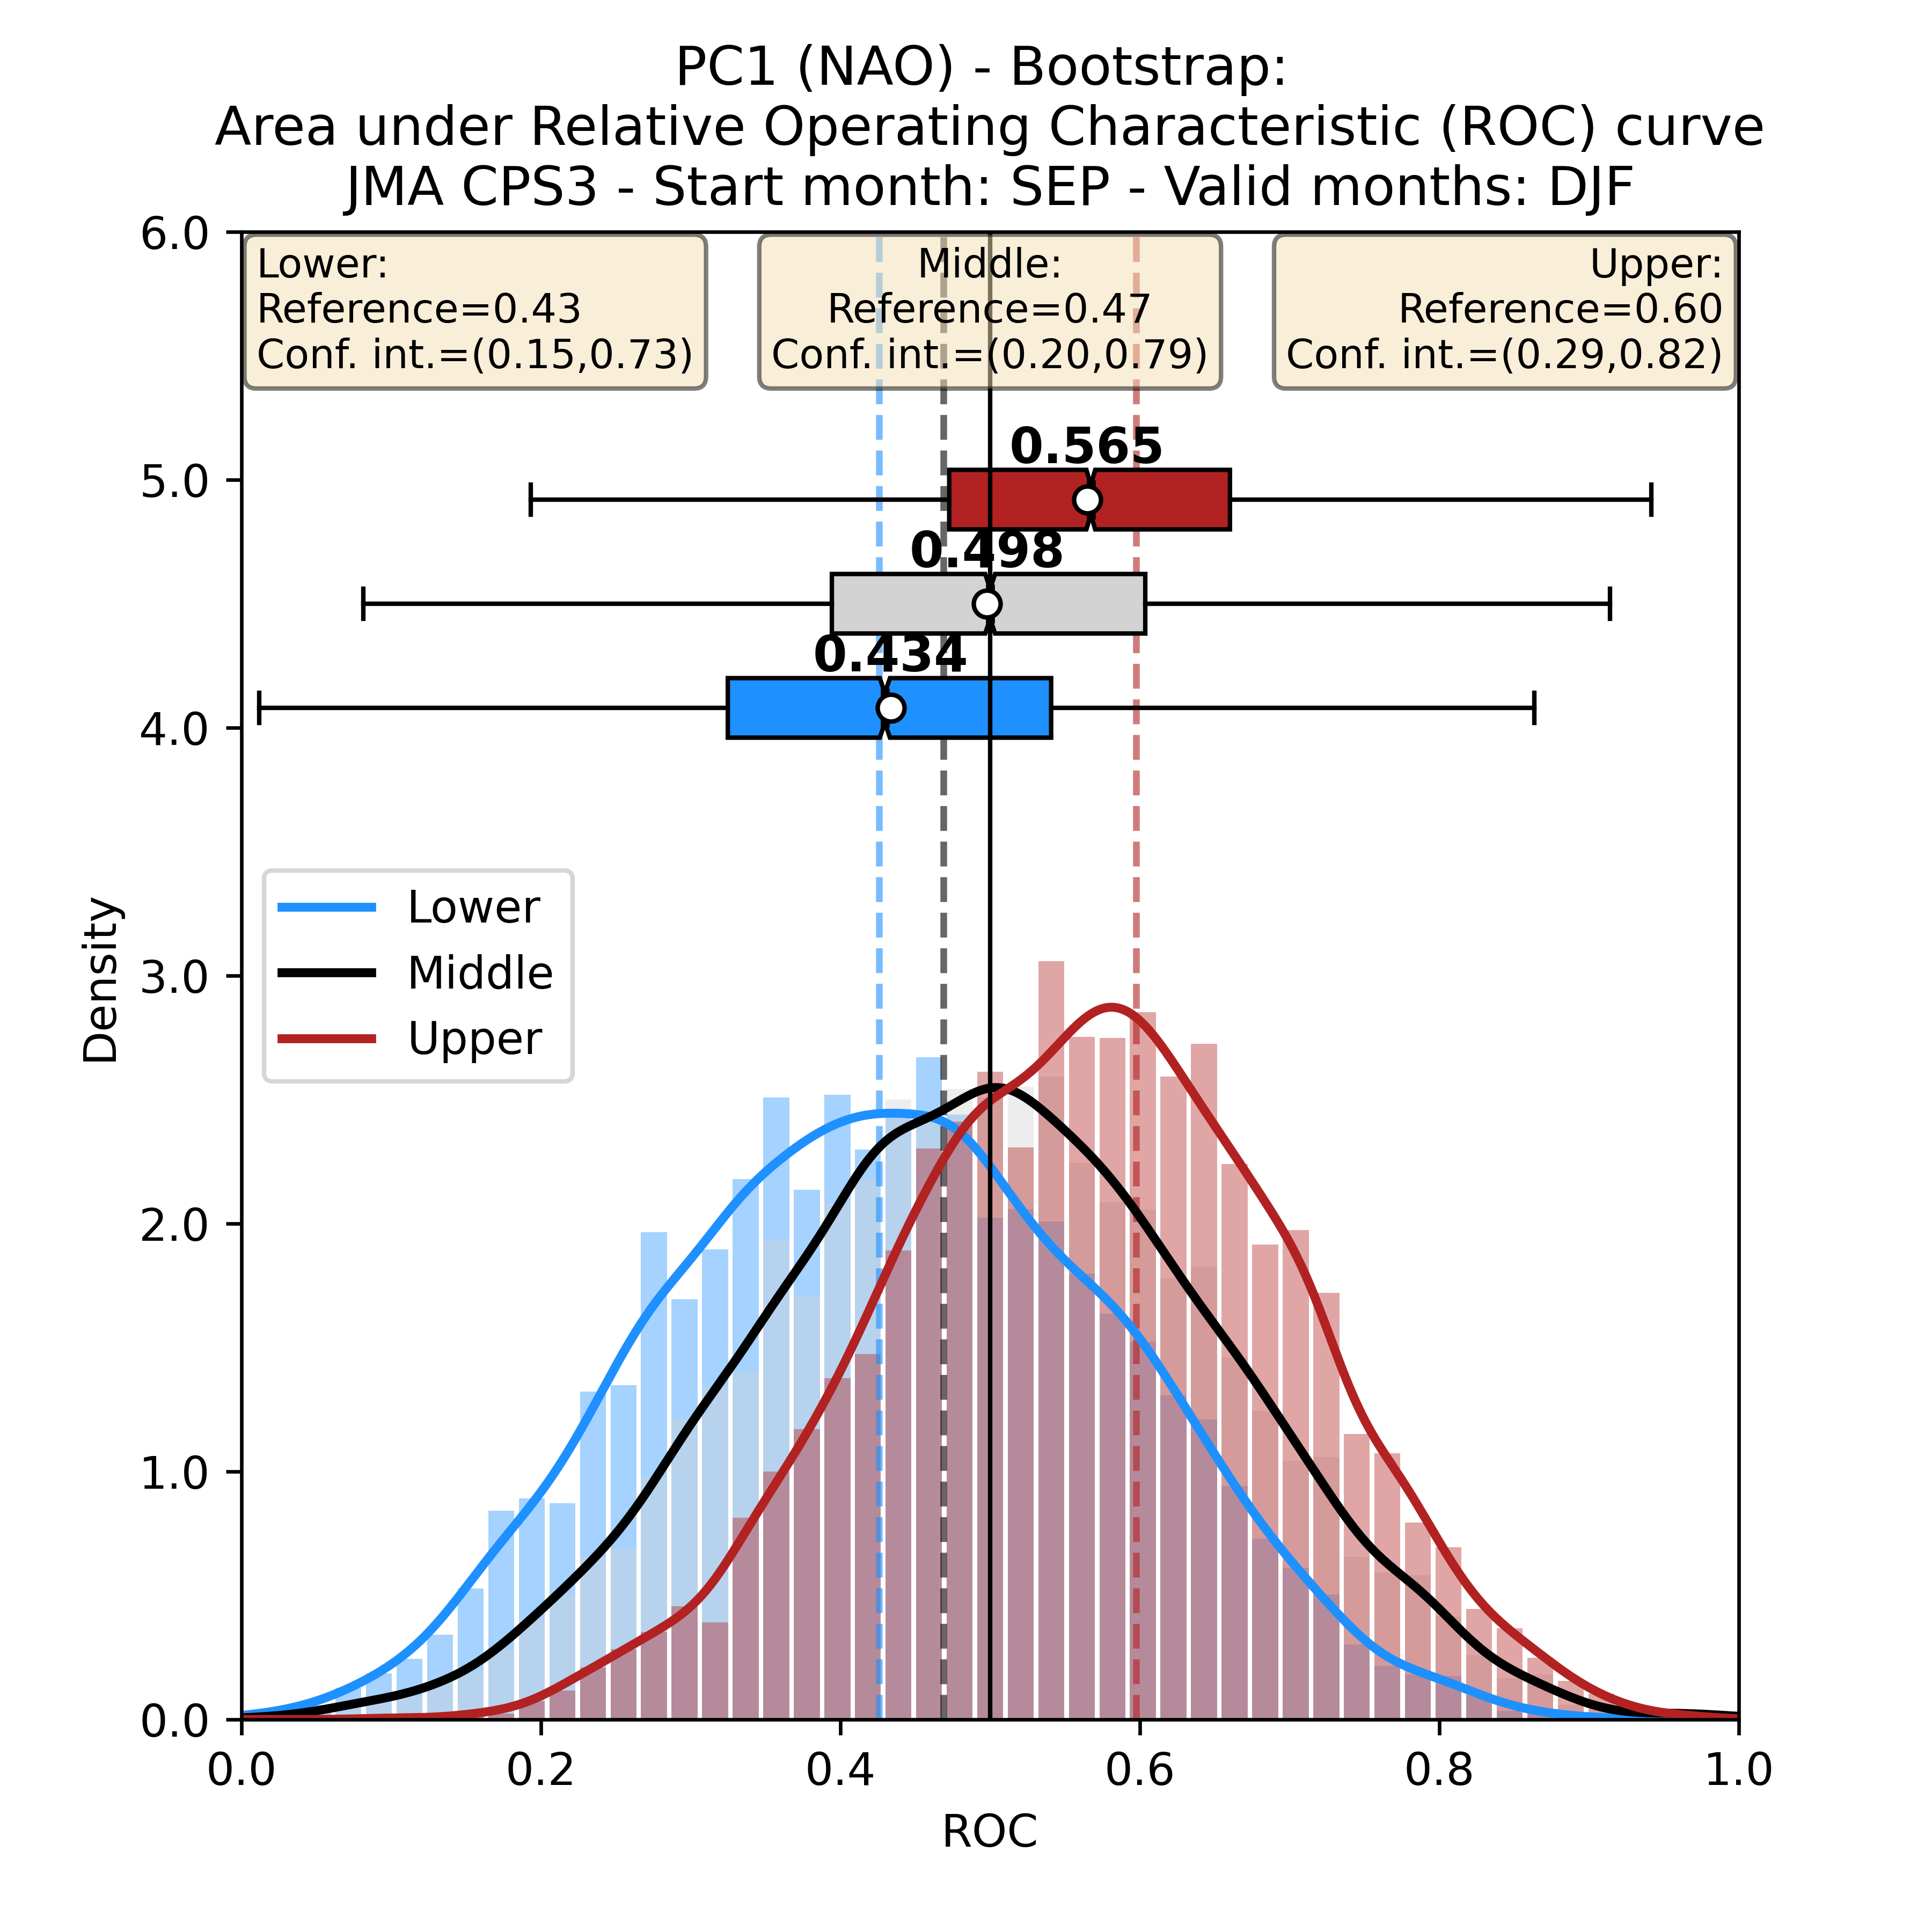 PC1 (NAO) - Bootstrap:
Area under Relative Operating Characteristic (ROC) curve
JMA CPS3 - Start month: SEP - Valid months: DJF
Lower:
Reference=0.43
Conf. int.=(0.15,0.73)
Middle:
Reference=0.47
Conf. int.=(0.20,0.79)
Upper:
Reference=0.60
Conf. int.=(0.29,0.82)
0.565
0.498
0.434
Lower
Middle
Upper
Density
6.0
5.0
4.0
3.0
2.0
1.0
0.0
0.0 0.2 0.4 0.6 0.8 1.0
ROC